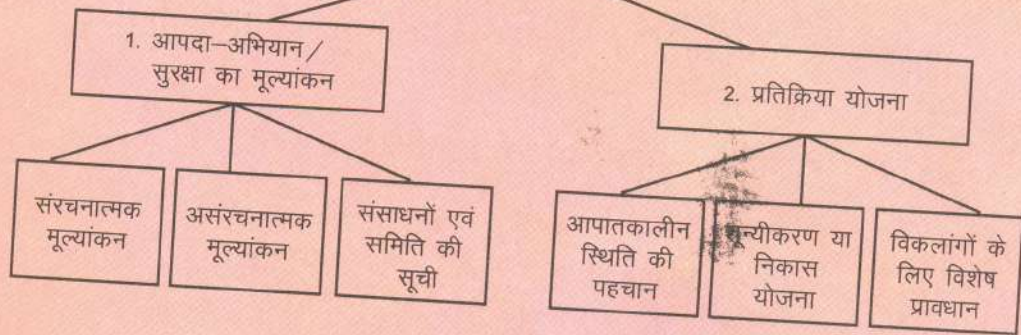 1. आपदा–अभियान /
सुरक्षा का मूल्यांकन
2. प्रतिक्रिया योजना
संरचनात्मक
मूल्यांकन
असंरचनात्मक
मूल्यांकन
संसाधनों एवं
समिति की
सूची
आपातकालीन
स्थिति की
पहचान
या
निकास
योजना
विकलांगों के
लिए विशेष
प्रावधान